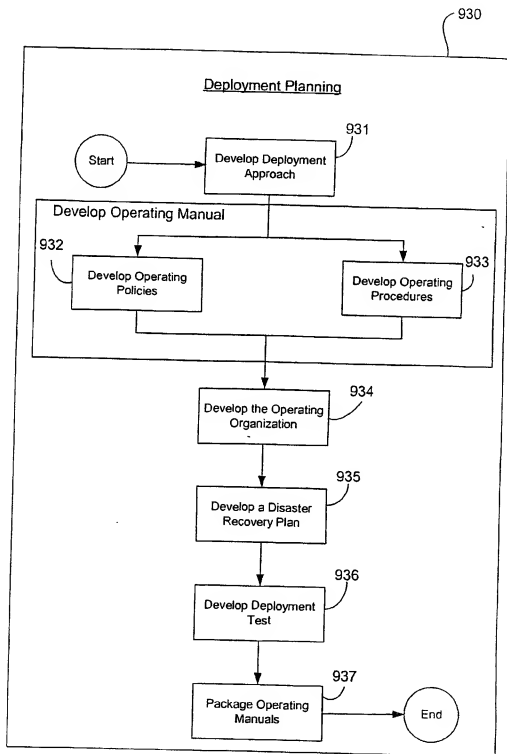 930
Deployment Planning
931
Start
Develop Deployment
Approach
Develop Operating Manual
932
933
Develop Operating
Policies
Develop Operating
Procedures
934
Develop the Operating
Organization
935
Develop a Disaster
Recovery Plan
936
Develop Deployment
Test
937
Package Operating
Manuals
End